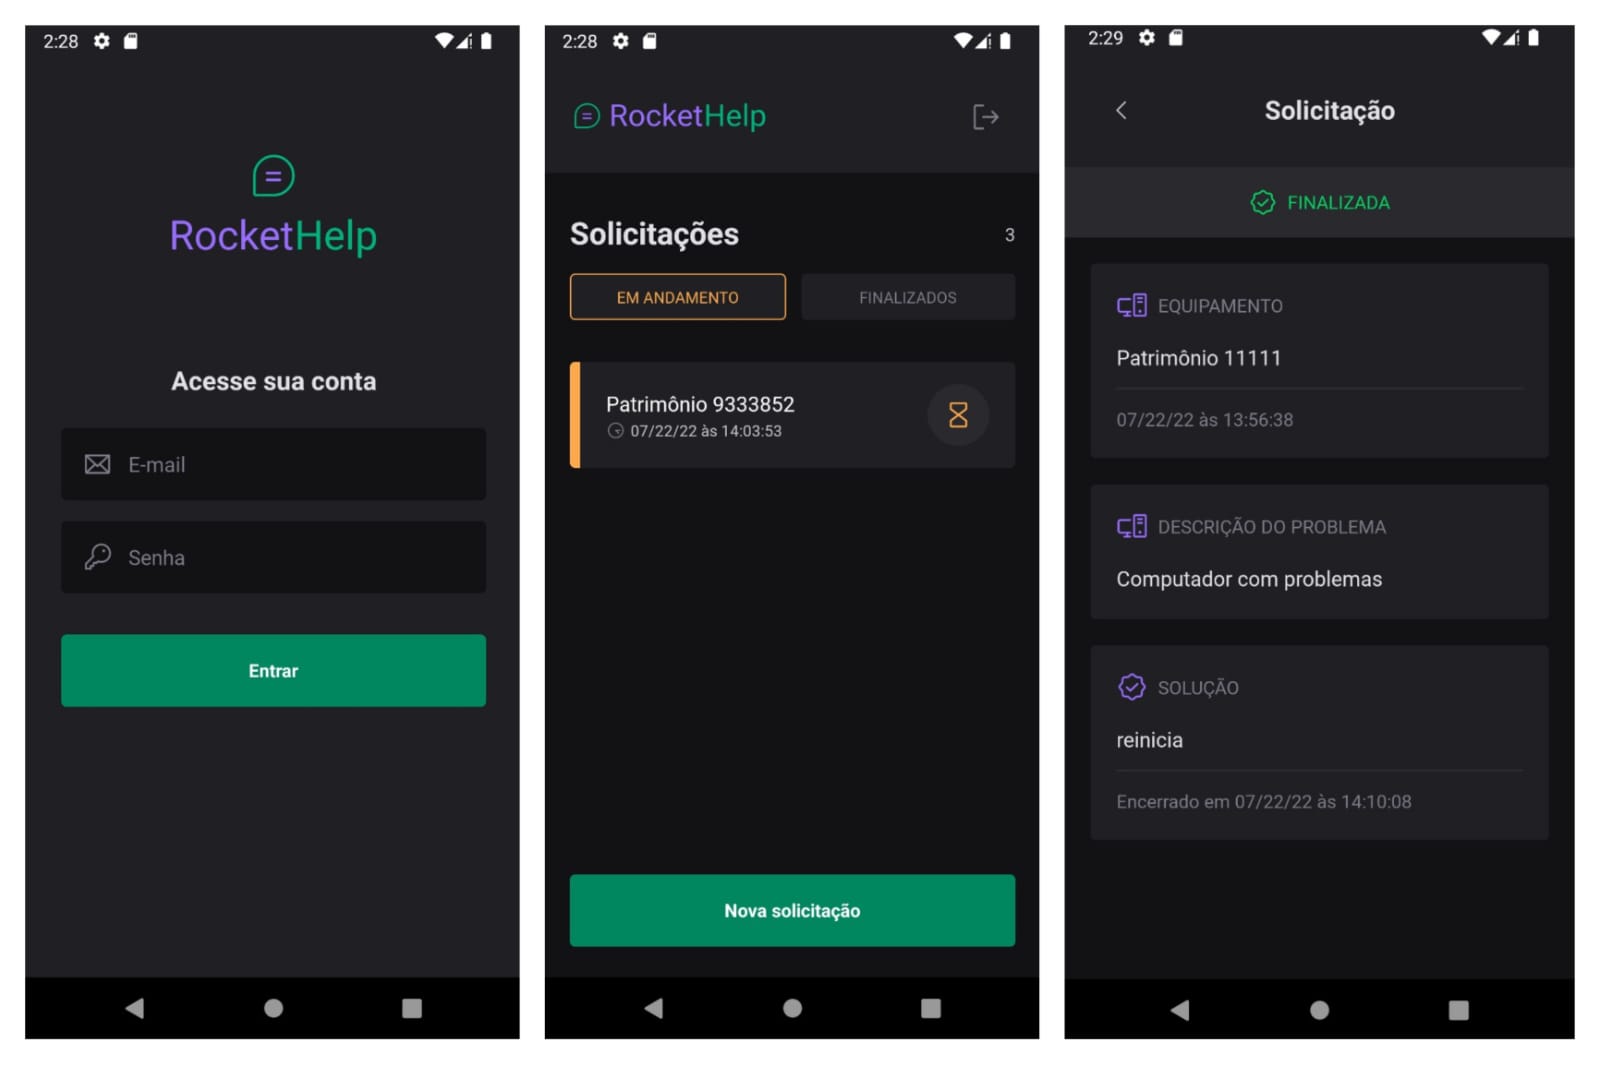 2:28
RocketHelp
Acesse sua conta
E-mail
Senha
Entrar
2:28
RocketHelp
Solicitações 3
EM ANDAMENTO FINALIZADOS
Patrimônio 9333852
07/22/22 às 14:03:53
Nova solicitação
2:29
Solicitação
FINALIZADA
EQUIPAMENTO
Patrimônio 11111
07/22/22 às 13:56:38
DESCRIÇÃO DO PROBLEMA
Computador com problemas
SOLUÇÃO
reinicia
Encerrado em 07/22/22 às 14:10:08